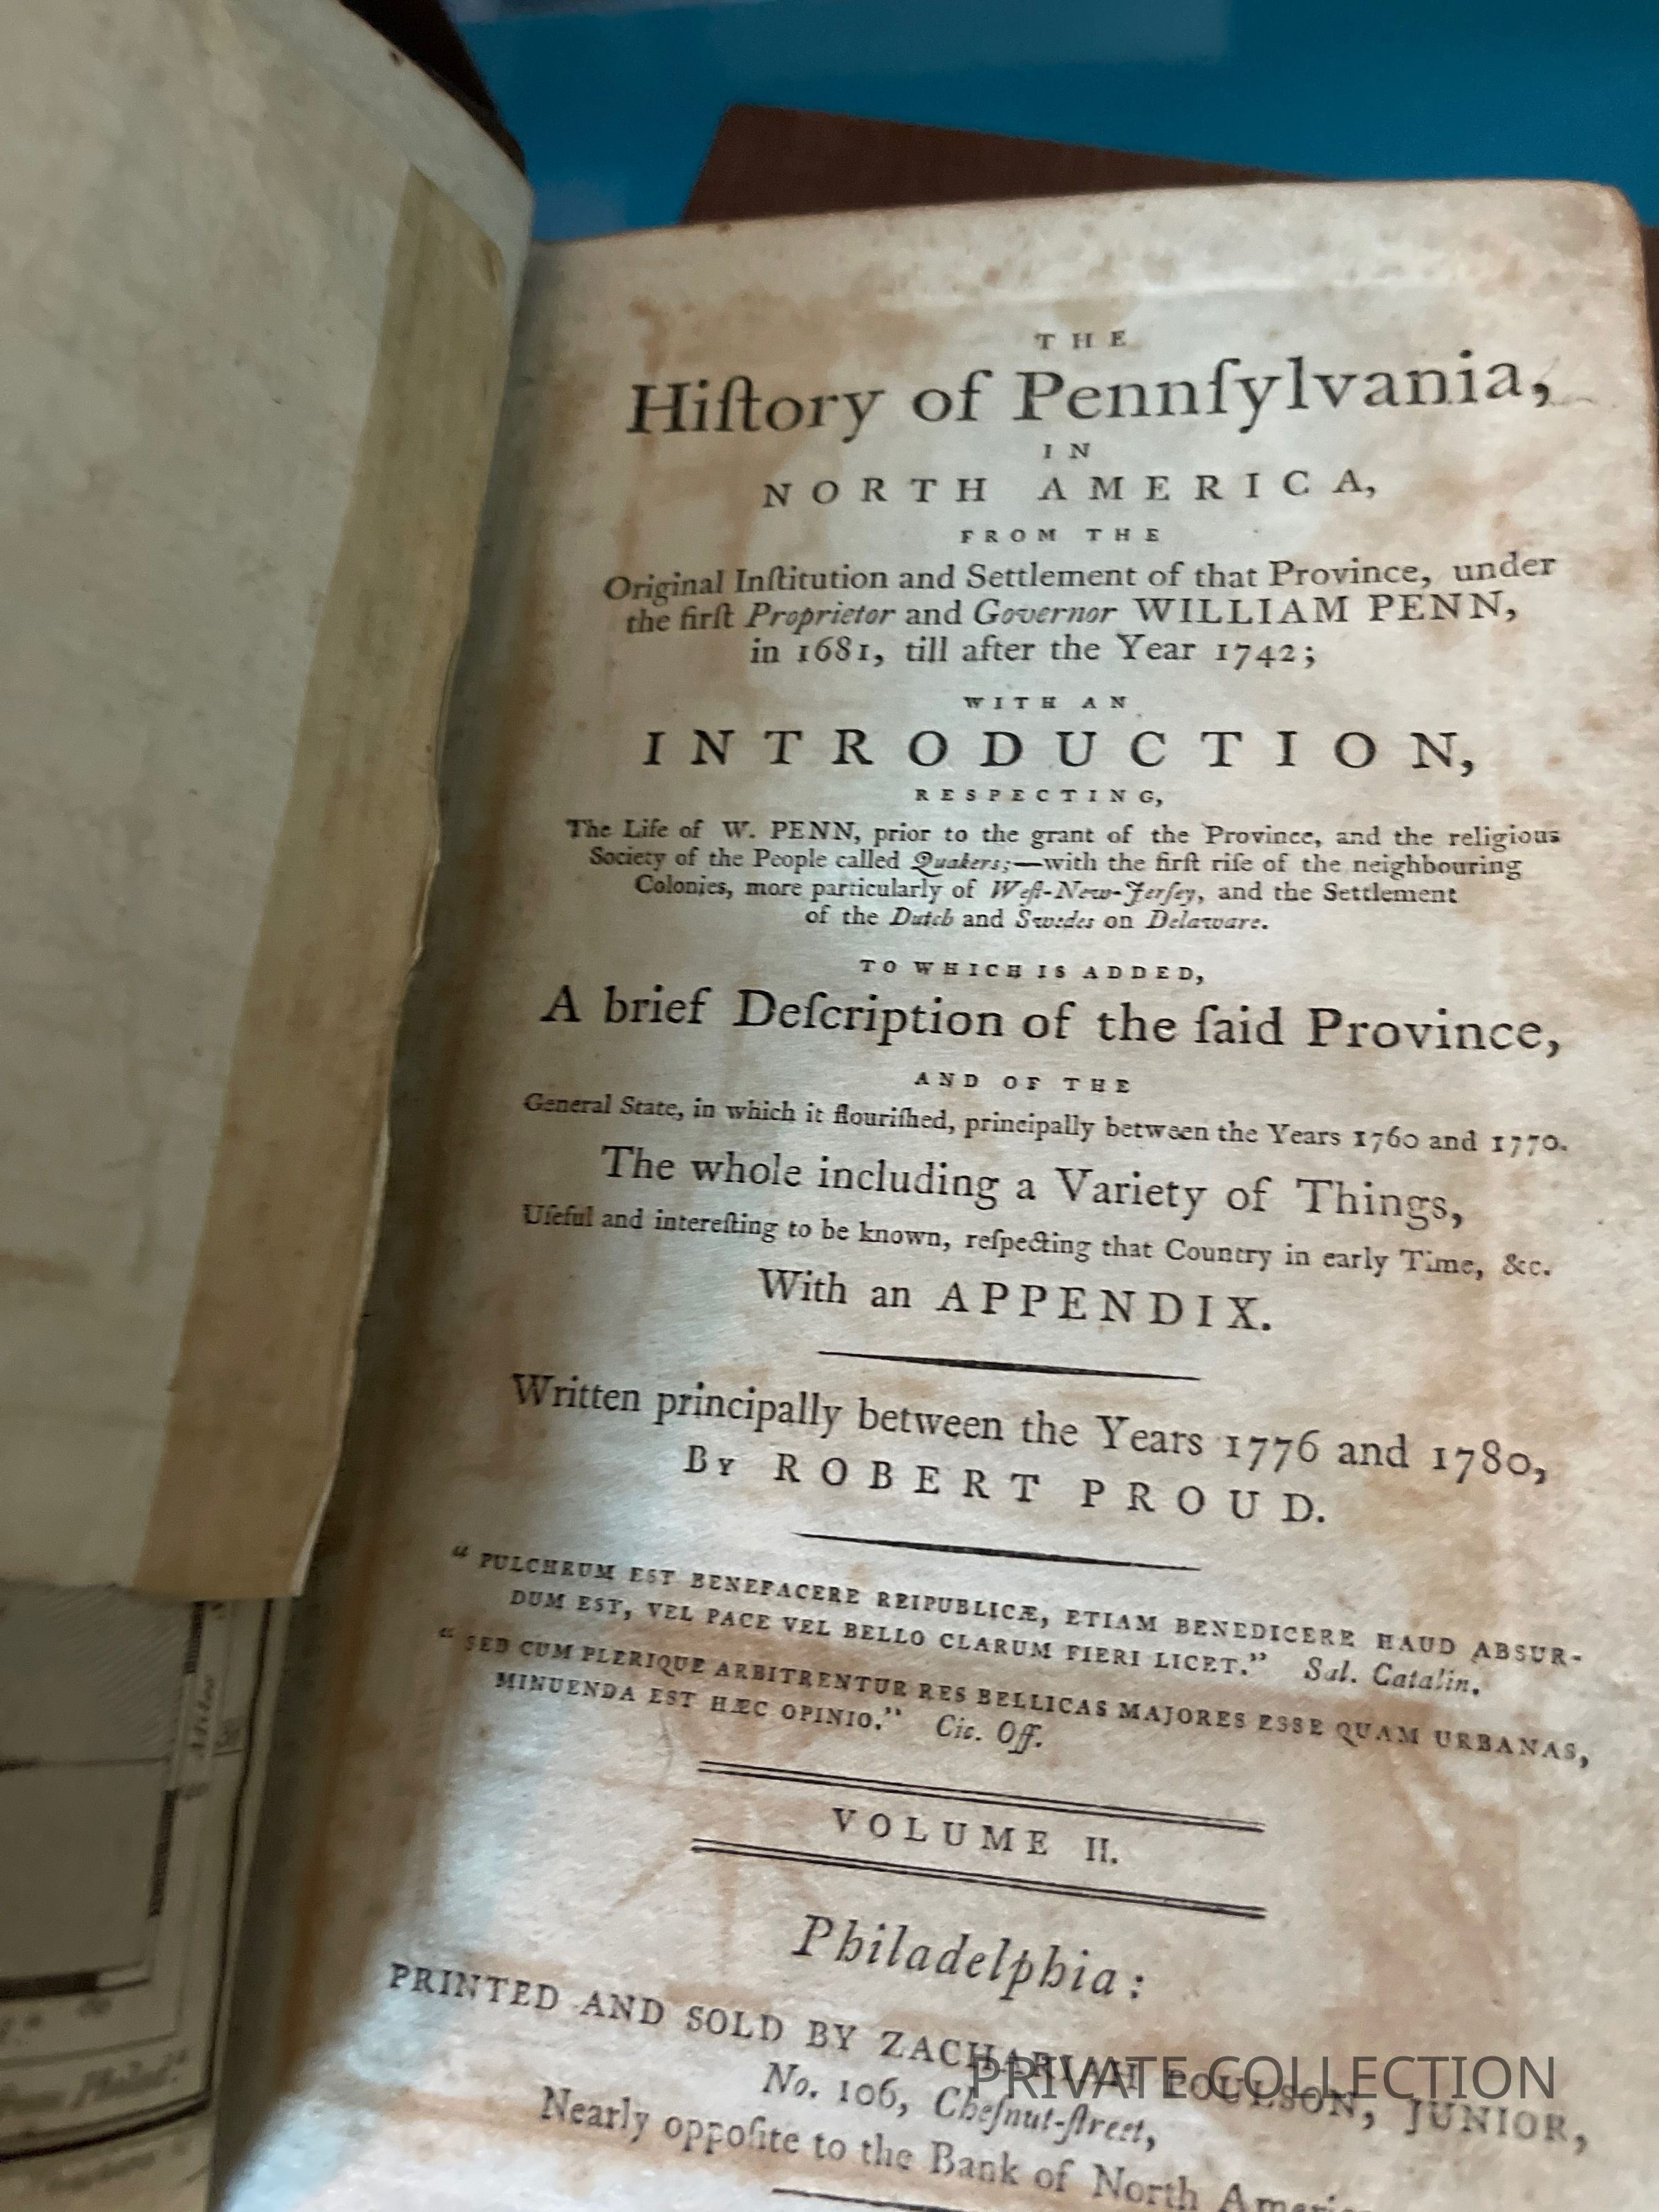 THE
Hiſtory of Pennſylvania,
IN
NORTH AMERICA,
FROM THE
Original Inſtitution and Settlement of that Province, under
the firſt Proprietor and Governor WILLIAM PENN,
in 1681, till after the Year 1742;
WITH AN
INTRODUCTION,
RESPECTING,
The Life of W. PENN, prior to the grant of the Province, and the religious
Society of the People called Quakers;—with the firſt riſe of the neighbouring
Colonies, more particularly of Weſt-New-Jerſey, and the Settlement
of the Dutch and Swedes on Delaware.
TO WHICH IS ADDED,
A brief Deſcription of the ſaid Province,
AND OF THE
General State, in which it flouriſhed, principally between the Years 1760 and 1770.
The whole including a Variety of Things,
Uſeful and intereſting to be known, reſpecting that Country in early Time, &c.
With an APPENDIX.
Written principally between the Years 1776 and 1780,
BY ROBERT PROUD.
“ PULCHRUM EST BENEFACERE REIPUBLICÆ, ETIAM BENEDICERE HAUD ABSUR-
DUM EST, VEL PACE VEL BELLO CLARUM FIERI LICET.” Sal. Catalin.
“ SED CUM PLERIQUE ARBITRENTUR RES BELLICAS MAJORES ESSE QUAM URBANAS,
MINUENDA EST HÆC OPINIO.” Cic. Off.
VOLUME II.
Philadelphia:
PRINTED AND SOLD BY ZACHARIAH POULSON, JUNIOR,
No. 106, Cheſnut-ſtreet,
Nearly oppoſite to the Bank of North
PRIVATE COLLECTION
Miles
from Philad.ª